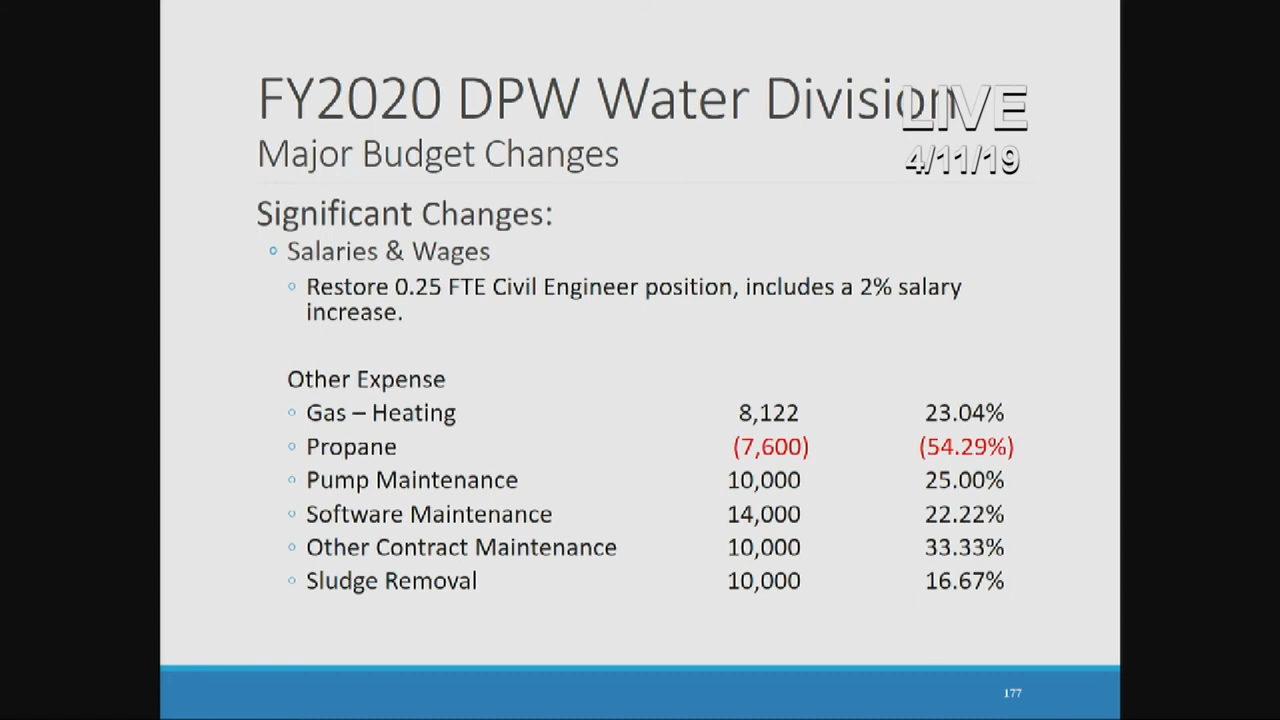 FY2020 DPW Water Division
LIVE
Major Budget Changes
4/11/19
Significant Changes:
◦ Salaries & Wages
◦ Restore 0.25 FTE Civil Engineer position, includes a 2% salary
increase.
Other Expense
◦ Gas – Heating 8,122 23.04%
◦ Propane (7,600) (54.29%)
◦ Pump Maintenance 10,000 25.00%
◦ Software Maintenance 14,000 22.22%
◦ Other Contract Maintenance 10,000 33.33%
◦ Sludge Removal 10,000 16.67%
177